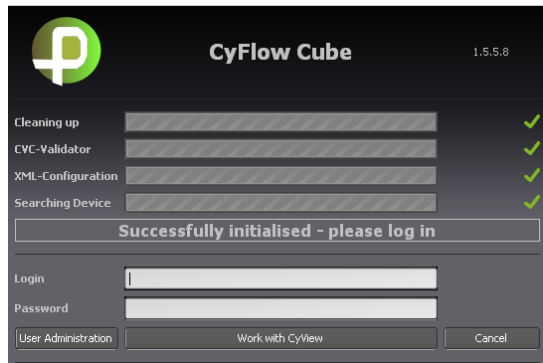 CyFlow Cube
1.5.5.8
Cleaning up
CVC-Validator
XML-Configuration
Searching Device
Successfully initialised - please log in
Login
Password
User Administration
Work with CyView
Cancel